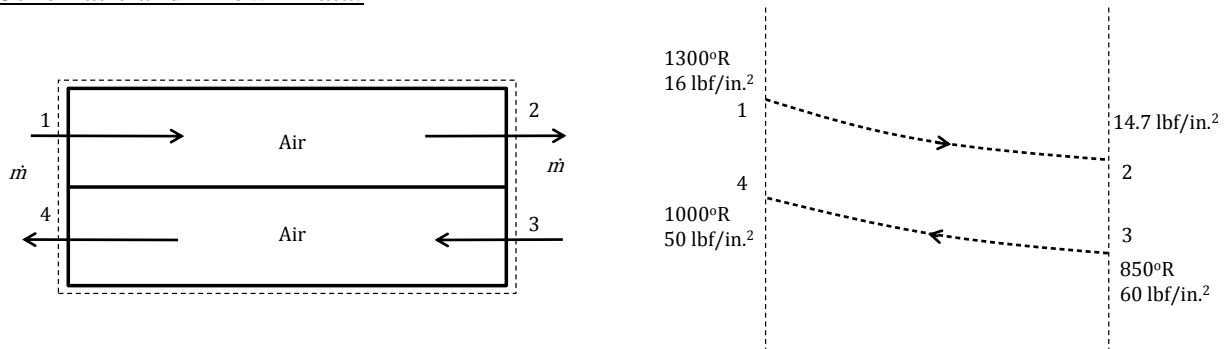 1300°R
16 lbf/in.²
1
2
Air
ṁ
ṁ
4
3
Air
1
14.7 lbf/in.²
2
4
1000°R
50 lbf/in.²
3
850°R
60 lbf/in.²